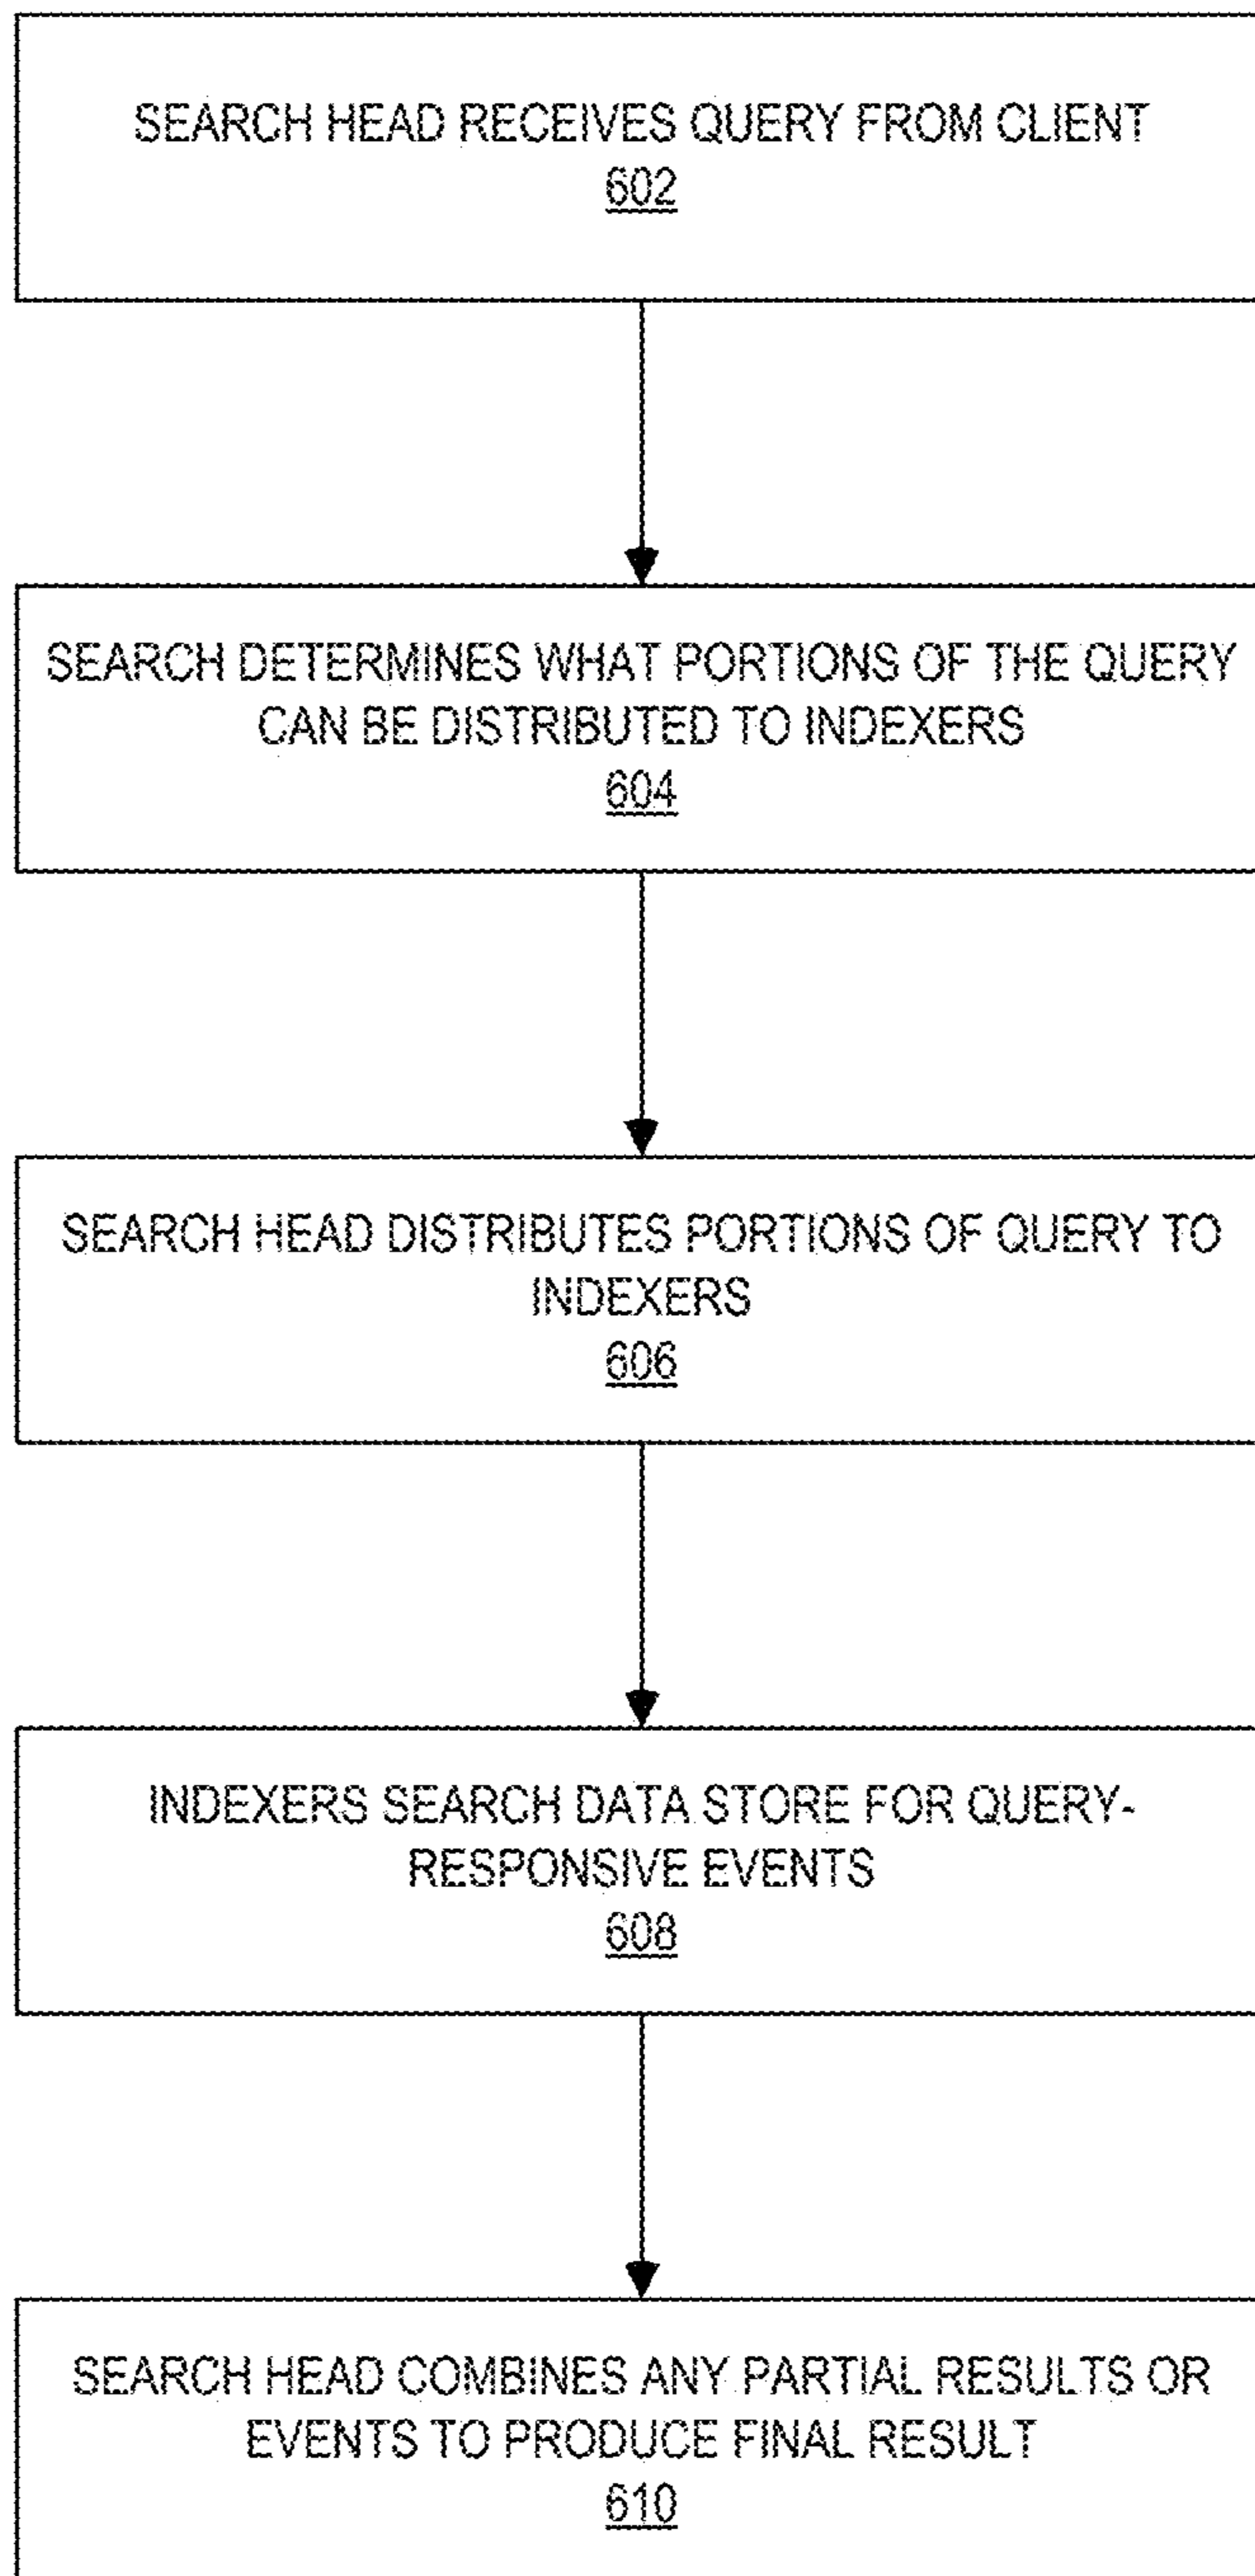 SEARCH HEAD RECEIVES QUERY FROM CLIENT
602
SEARCH DETERMINES WHAT PORTIONS OF THE QUERY
CAN BE DISTRIBUTED TO INDEXERS
604
SEARCH HEAD DISTRIBUTES PORTIONS OF QUERY TO
INDEXERS
606
INDEXERS SEARCH DATA STORE FOR QUERY-
RESPONSIVE EVENTS
608
SEARCH HEAD COMBINES ANY PARTIAL RESULTS OR
EVENTS TO PRODUCE FINAL RESULT
610